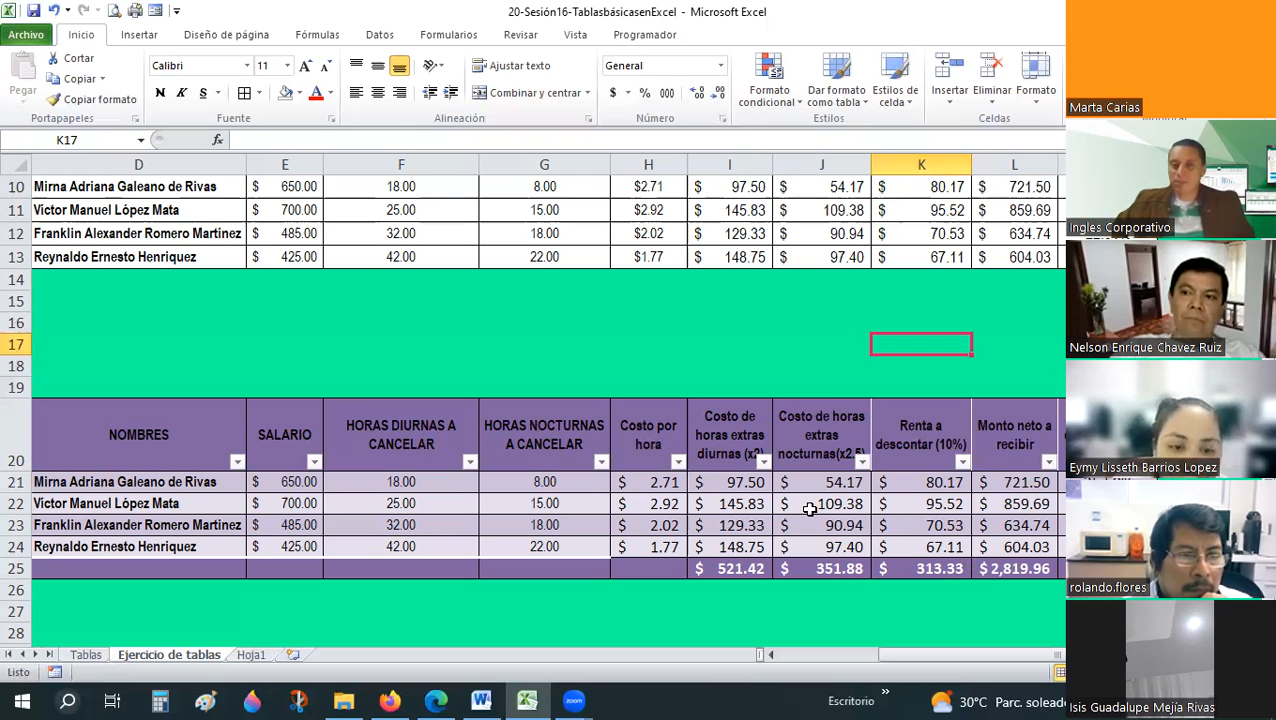 20-Sesión16-TablasbásicasenExcel - Microsoft Excel
Archivo Inicio Insertar Diseño de página Fórmulas Datos Formularios Revisar Vista Programador
Pegar Cortar Copiar Copiar formato
Calibri 11 N K S
Ajustar texto
Combinar y centrar
General
$ % 000
Formato condicional Dar formato como tabla Estilos de celda Insertar Eliminar Formato
Portapapeles Fuente Alineación Número Estilos Celdas
K17 fx
D E F G H I J K L
10 Mirna Adriana Galeano de Rivas $ 650.00 18.00 8.00 $2.71 $ 97.50 $ 54.17 $ 80.17 $ 721.50
11 Victor Manuel López Mata $ 700.00 25.00 15.00 $2.92 $ 145.83 $ 109.38 $ 95.52 $ 859.69
12 Franklin Alexander Romero Martinez $ 485.00 32.00 18.00 $2.02 $ 129.33 $ 90.94 $ 70.53 $ 634.74
13 Reynaldo Ernesto Henriquez $ 425.00 42.00 22.00 $1.77 $ 148.75 $ 97.40 $ 67.11 $ 604.03
14
15
16
17
18
19
20 NOMBRES SALARIO HORAS DIURNAS A CANCELAR HORAS NOCTURNAS A CANCELAR Costo por hora Costo de horas extras diurnas (x2) Costo de horas extras nocturnas(x2.5) Renta a descontar (10%) Monto neto a recibir
21 Mirna Adriana Galeano de Rivas $ 650.00 18.00 8.00 $ 2.71 $ 97.50 $ 54.17 $ 80.17 $ 721.50
22 Victor Manuel López Mata $ 700.00 25.00 15.00 $ 2.92 $ 145.83 $ 109.38 $ 95.52 $ 859.69
23 Franklin Alexander Romero Martinez $ 485.00 32.00 18.00 $ 2.02 $ 129.33 $ 90.94 $ 70.53 $ 634.74
24 Reynaldo Ernesto Henriquez $ 425.00 42.00 22.00 $ 1.77 $ 148.75 $ 97.40 $ 67.11 $ 604.03
25 $ 521.42 $ 351.88 $ 313.33 $ 2,819.96
26
27
28
Tablas Ejercicio de tablas Hoja1
Listo
Escritorio » 30°C Parc. soleado
Marta Carias
Ingles Corporativo
Nelson Enrique Chavez Ruiz
Eymy Lisseth Barrios Lopez
rolando.flores
Isis Guadalupe Mejía Rivas